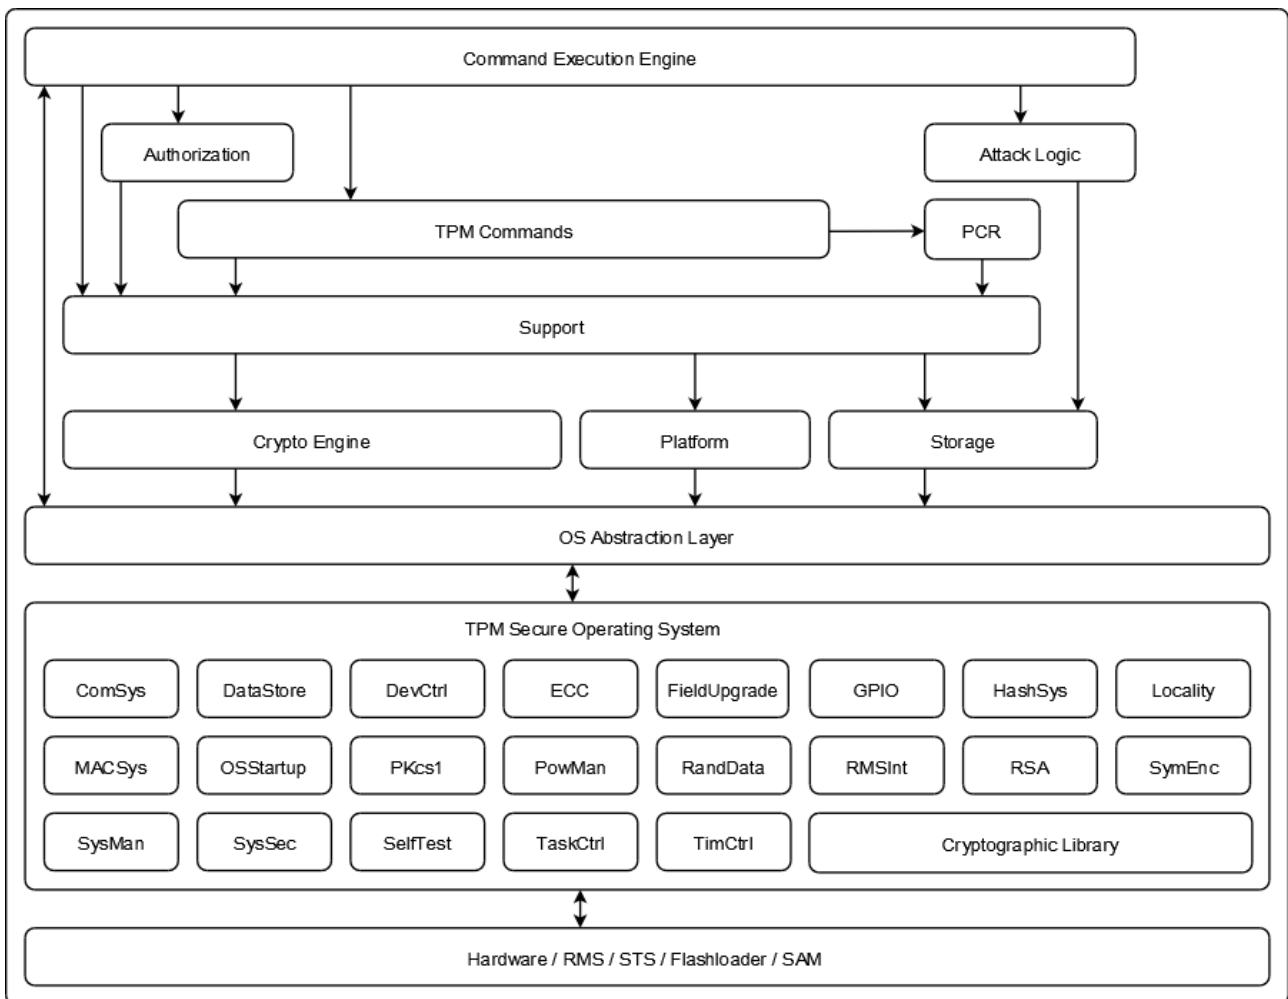 Command Execution Engine
Authorization
Attack Logic
TPM Commands
PCR
Support
Crypto Engine
Platform
Storage
OS Abstraction Layer
TPM Secure Operating System
ComSys
DataStore
DevCtrl
ECC
FieldUpgrade
GPIO
HashSys
Locality
MACSys
OSStartup
PKcs1
PowMan
RandData
RMSInt
RSA
SymEnc
SysMan
SysSec
SelfTest
TaskCtrl
TimCtrl
Cryptographic Library
Hardware / RMS / STS / Flashloader / SAM